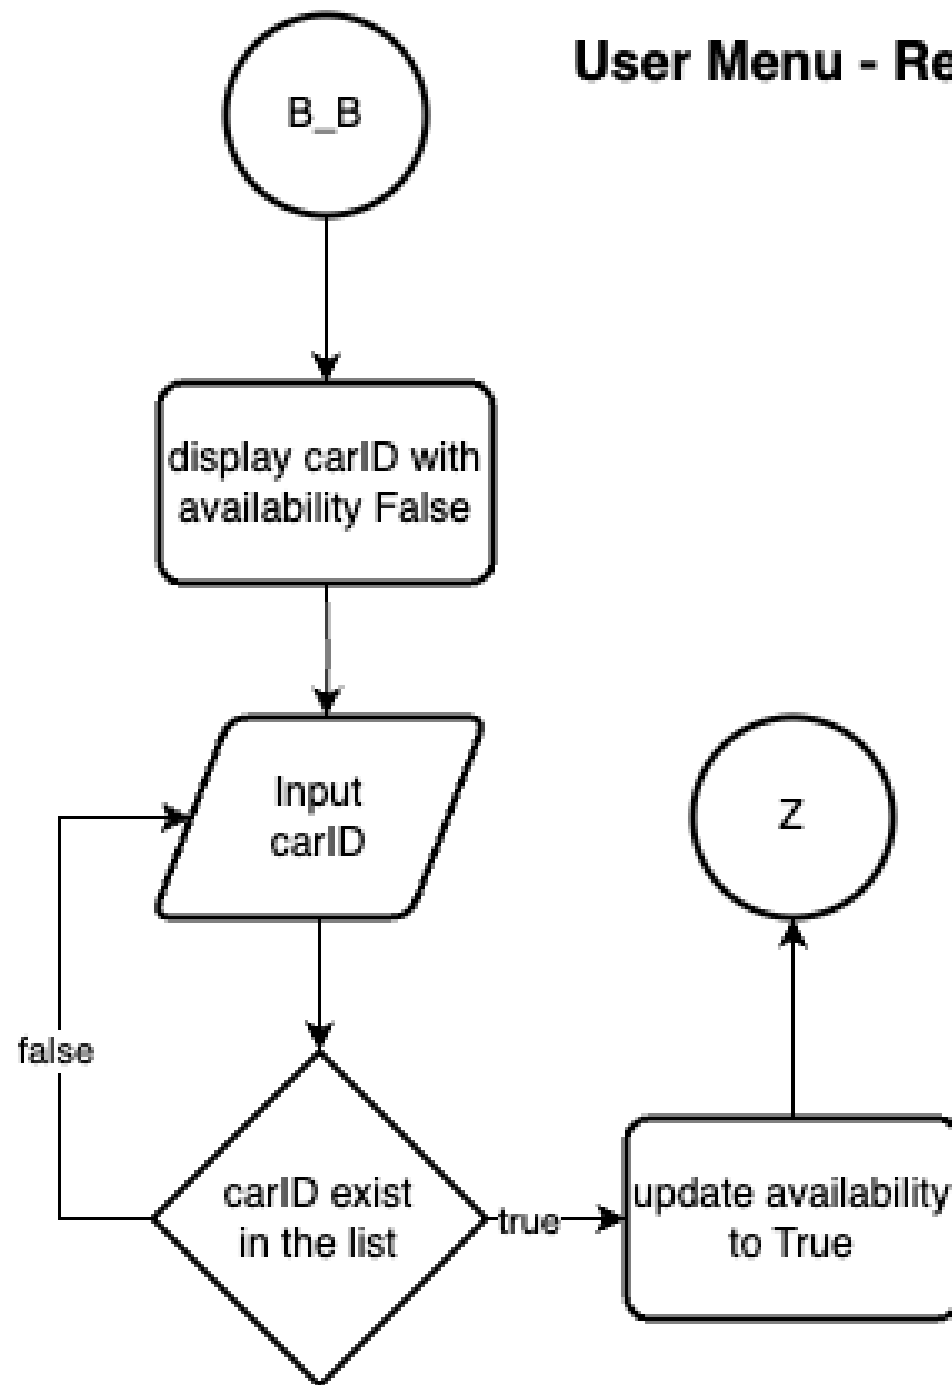 User Menu - Re
B_B
display carID with
availability False
Input
carID
Z
false
carID exist
in the list
true
update availability
to True